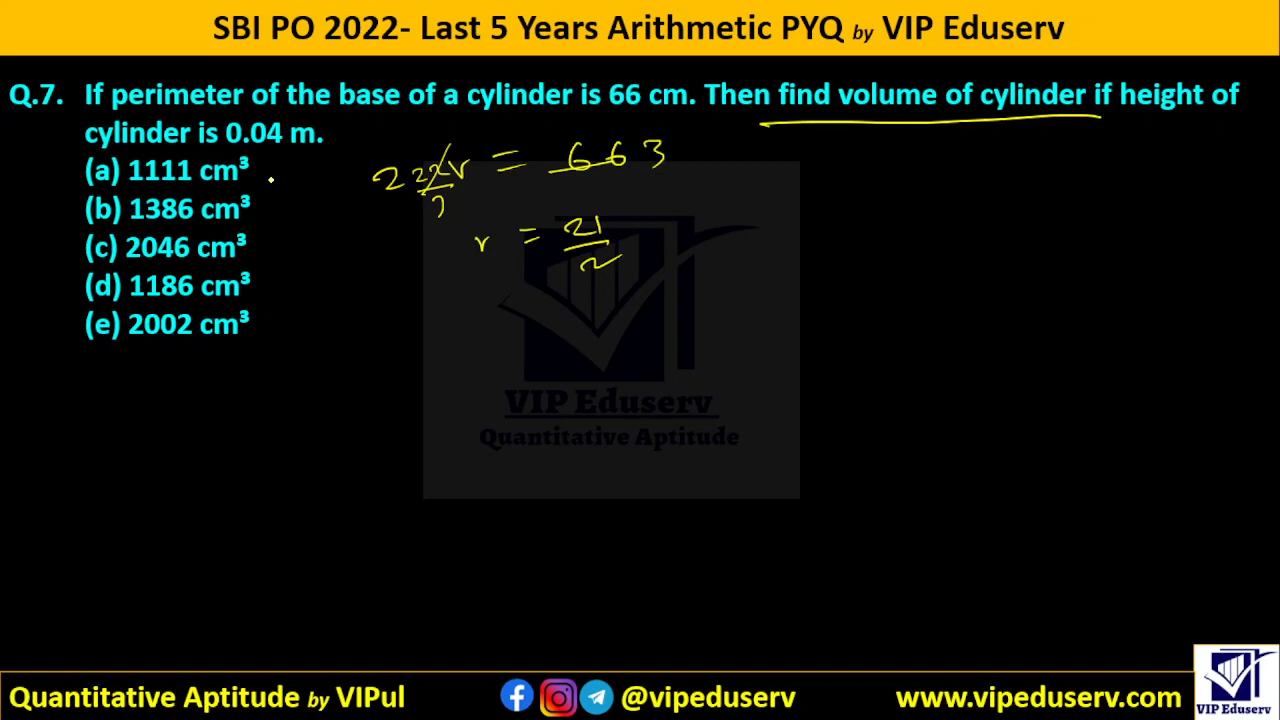 SBI PO 2022- Last 5 Years Arithmetic PYQ by VIP Eduserv
Q.7. If perimeter of the base of a cylinder is 66 cm. Then find volume of cylinder if height of
cylinder is 0.04 m.
(a) 1111 cm³
(b) 1386 cm³
(c) 2046 cm³
(d) 1186 cm³
(e) 2002 cm³
2 22/7 r = 66 3
r = 21/2
VIP Eduserv
Quantitative Aptitude
Quantitative Aptitude by VIPul
@vipeduserv
www.vipeduserv.com
VIP Eduserv